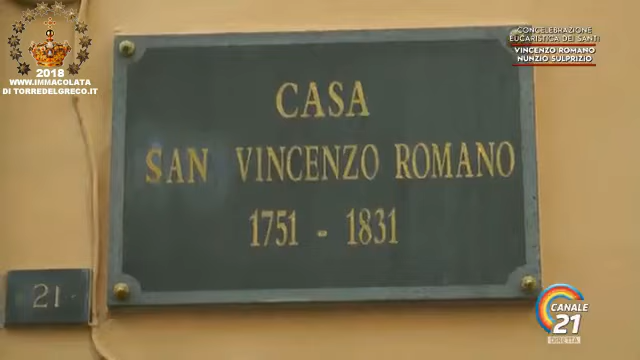 2018
WWW.IMMACOLATA
DI TORREDELGRECO.IT
CONCELEBRAZIONE
EUCARISTICA DEI SANTI
VINCENZO ROMANO
NUNZIO SULPRIZIO
CASA
SAN VINCENZO ROMANO
1751 - 1831
21
CANALE
21
DIRETTA